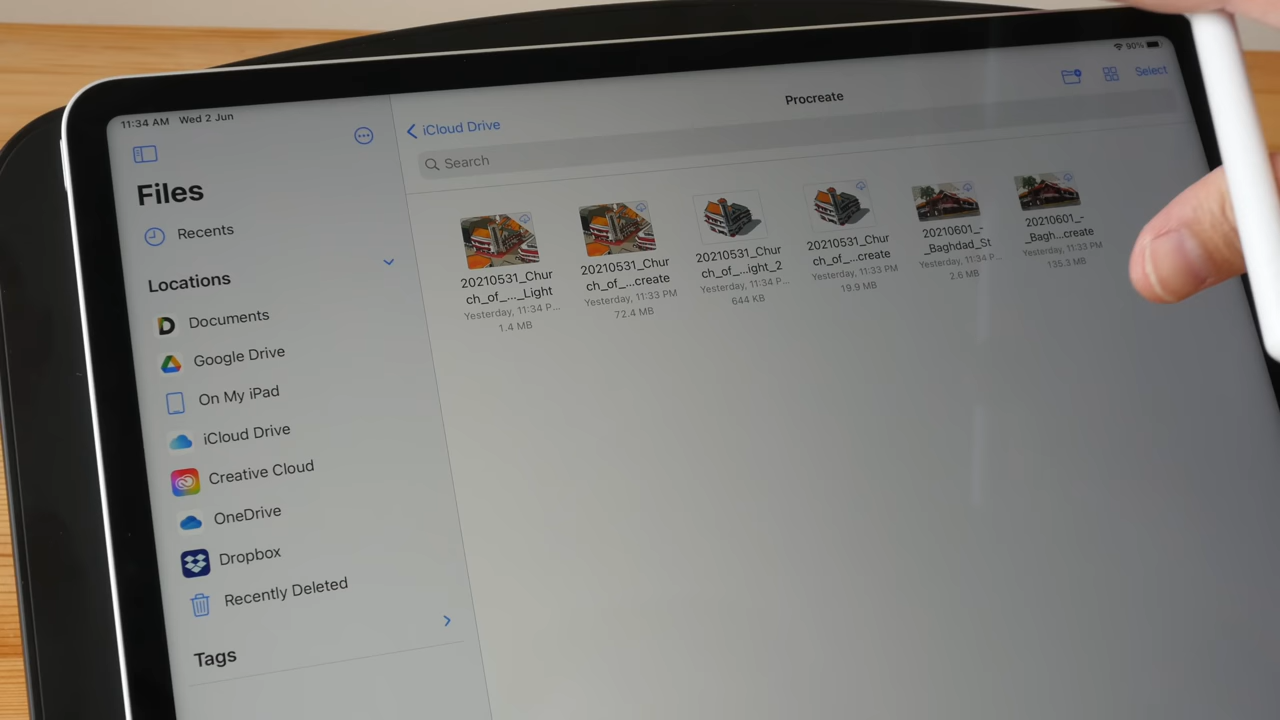 11:34 AM Wed 2 Jun
90%
Files
Recents
Locations
Documents
Google Drive
On My iPad
iCloud Drive
Creative Cloud
OneDrive
Dropbox
Recently Deleted
Tags
iCloud Drive
Procreate
Select
Search
20210531_Chur
ch_of_..._Light
Yesterday, 11:34 P...
1.4 MB
20210531_Chur
ch_of_...create
Yesterday, 11:33 PM
72.4 MB
20210531_Chur
ch_of_...ight_2
Yesterday, 11:34 P...
644 KB
20210531_Chur
ch_of_...create
Yesterday, 11:33 PM
19.9 MB
20210601_-
_Baghdad_St
Yesterday, 11:34 P...
2.6 MB
20210601_-
_Bagh...create
Yesterday, 11:33 PM
135.3 MB